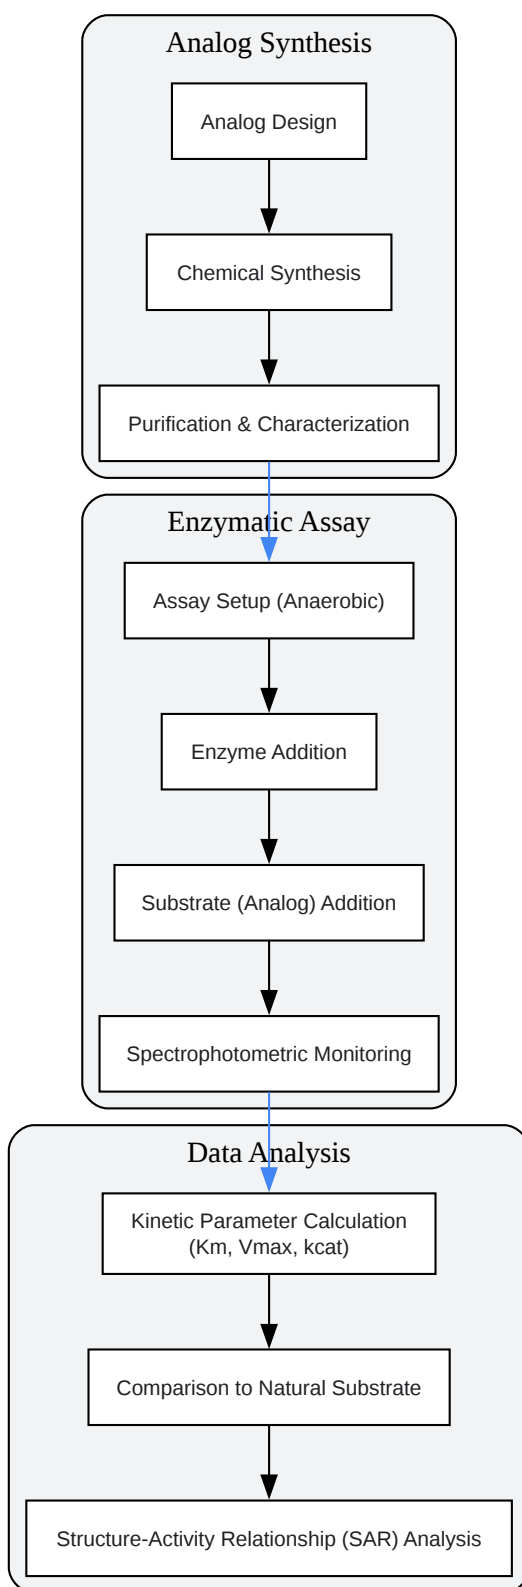 Analog Synthesis
Analog Design
Chemical Synthesis
Purification & Characterization
Enzymatic Assay
Assay Setup (Anaerobic)
Enzyme Addition
Substrate (Analog) Addition
Spectrophotometric Monitoring
Data Analysis
Kinetic Parameter Calculation
(Km, Vmax, kcat)
Comparison to Natural Substrate
Structure-Activity Relationship (SAR) Analysis